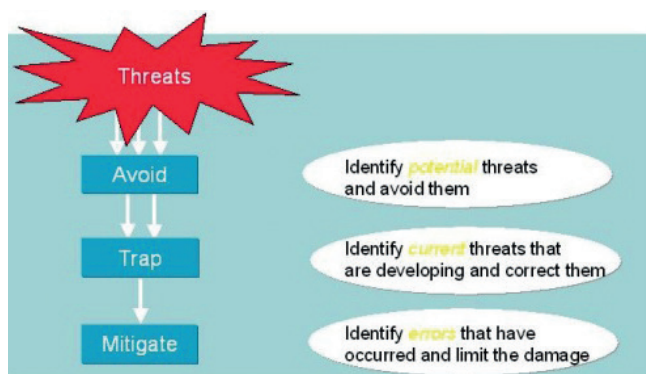 Threats
Avoid
Identify potential threats
and avoid them
Trap
Identify current threats that
are developing and correct them
Mitigate
Identify errors that have
occurred and limit the damage